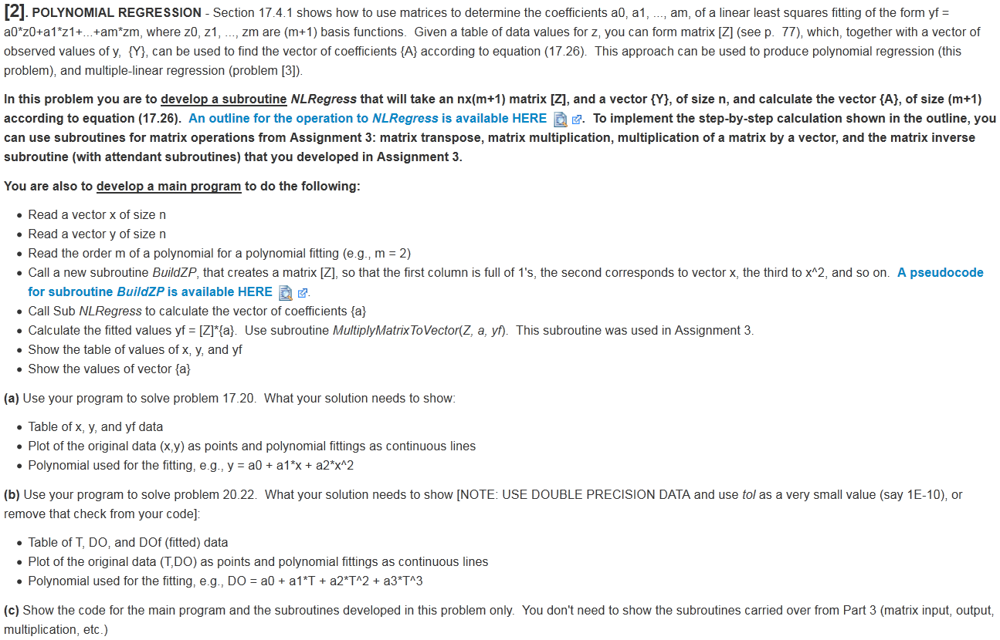 [2]. POLYNOMIAL REGRESSION - Section 17.4.1 shows how to use matrices to determine the coefficients a0, a1, ..., am, of a linear least squares fitting of the form yf =
a0*z0+a1*z1+...+am*zm, where z0, z1, ..., zm are (m+1) basis functions. Given a table of data values for z, you can form matrix [Z] (see p. 77), which, together with a vector of
observed values of y, {Y}, can be used to find the vector of coefficients {A} according to equation (17.26). This approach can be used to produce polynomial regression (this
problem), and multiple-linear regression (problem [3]).
In this problem you are to develop a subroutine NLRegress that will take an nx(m+1) matrix [Z], and a vector {Y}, of size n, and calculate the vector {A}, of size (m+1)
according to equation (17.26). An outline for the operation to NLRegress is available HERE . To implement the step-by-step calculation shown in the outline, you
can use subroutines for matrix operations from Assignment 3: matrix transpose, matrix multiplication, multiplication of a matrix by a vector, and the matrix inverse
subroutine (with attendant subroutines) that you developed in Assignment 3.
You are also to develop a main program to do the following:
• Read a vector x of size n
• Read a vector y of size n
• Read the order m of a polynomial for a polynomial fitting (e.g., m = 2)
• Call a new subroutine BuildZP, that creates a matrix [Z], so that the first column is full of 1's, the second corresponds to vector x, the third to x^2, and so on. A pseudocode
for subroutine BuildZP is available HERE .
• Call Sub NLRegress to calculate the vector of coefficients {a}
• Calculate the fitted values yf = [Z]*{a}. Use subroutine MultiplyMatrixToVector(Z, a, yf). This subroutine was used in Assignment 3.
• Show the table of values of x, y, and yf
• Show the values of vector {a}
(a) Use your program to solve problem 17.20. What your solution needs to show:
• Table of x, y, and yf data
• Plot of the original data (x,y) as points and polynomial fittings as continuous lines
• Polynomial used for the fitting, e.g., y = a0 + a1*x + a2*x^2
(b) Use your program to solve problem 20.22. What your solution needs to show [NOTE: USE DOUBLE PRECISION DATA and use tol as a very small value (say 1E-10), or
remove that check from your code]:
• Table of T, DO, and DOf (fitted) data
• Plot of the original data (T,DO) as points and polynomial fittings as continuous lines
• Polynomial used for the fitting, e.g., DO = a0 + a1*T + a2*T^2 + a3*T^3
(c) Show the code for the main program and the subroutines developed in this problem only. You don't need to show the subroutines carried over from Part 3 (matrix input, output,
multiplication, etc.)